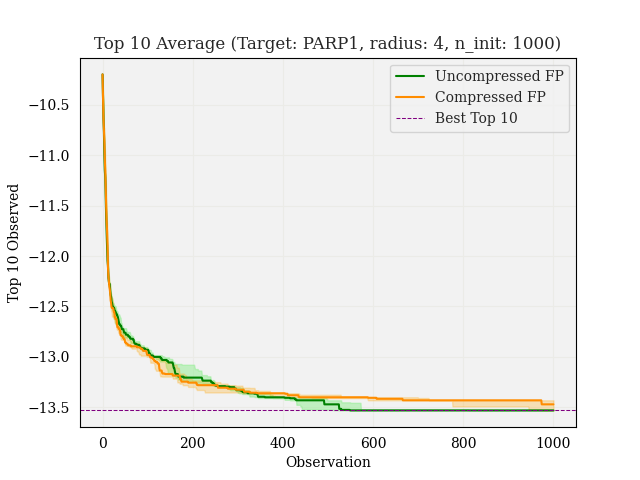 Top 10 Average (Target: PARP1, radius: 4, n_init: 1000)
Uncompressed FP
Compressed FP
Best Top 10
Top 10 Observed
−10.5
−11.0
−11.5
−12.0
−12.5
−13.0
−13.5
0 200 400 600 800 1000
Observation